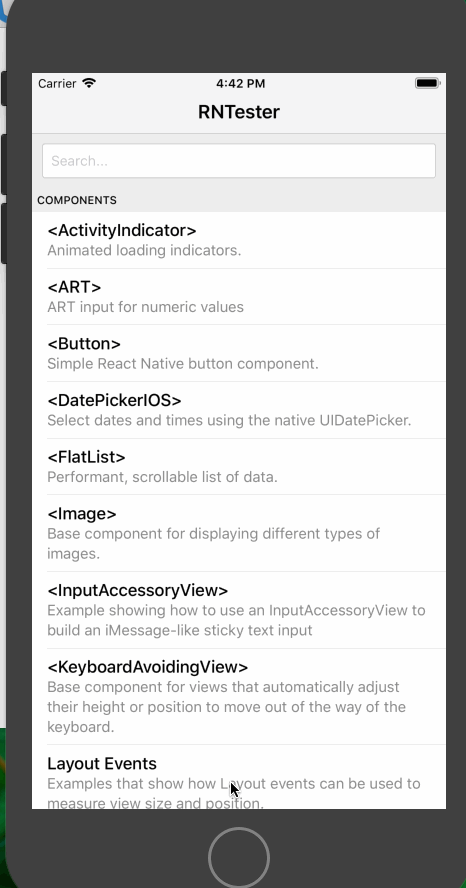 Carrier 4:42 PM
RNTester
Search...
COMPONENTS
<ActivityIndicator>
Animated loading indicators.
<ART>
ART input for numeric values
<Button>
Simple React Native button component.
<DatePickerIOS>
Select dates and times using the native UIDatePicker.
<FlatList>
Performant, scrollable list of data.
<Image>
Base component for displaying different types of
images.
<InputAccessoryView>
Example showing how to use an InputAccessoryView to
build an iMessage-like sticky text input
<KeyboardAvoidingView>
Base component for views that automatically adjust
their height or position to move out of the way of the
keyboard.
Layout Events
Examples that show how Layout events can be used to
measure view size and position.